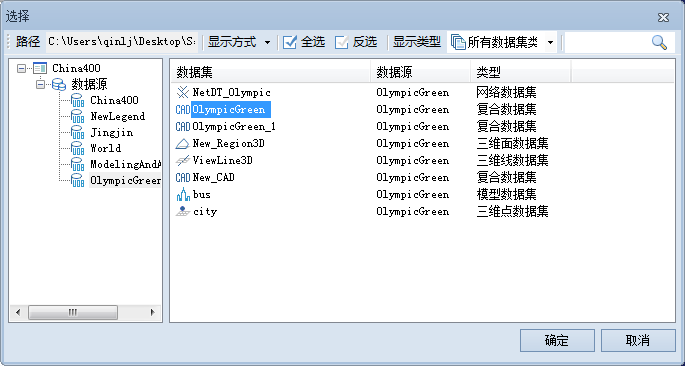 选择
路径 C:\Users\qinlj\Desktop\S: 显示方式 全选 反选 显示类型 所有数据集类
China400
数据源
China400
NewLegend
Jingjin
World
ModelingAndA
OlympicGreen
数据集 数据源 类型
NetDT_Olympic OlympicGreen 网络数据集
CAD OlympicGreen OlympicGreen 复合数据集
CAD OlympicGreen_1 OlympicGreen 复合数据集
New_Region3D OlympicGreen 三维面数据集
ViewLine3D OlympicGreen 三维线数据集
CAD New_CAD OlympicGreen 复合数据集
bus OlympicGreen 模型数据集
city OlympicGreen 三维点数据集
确定 取消